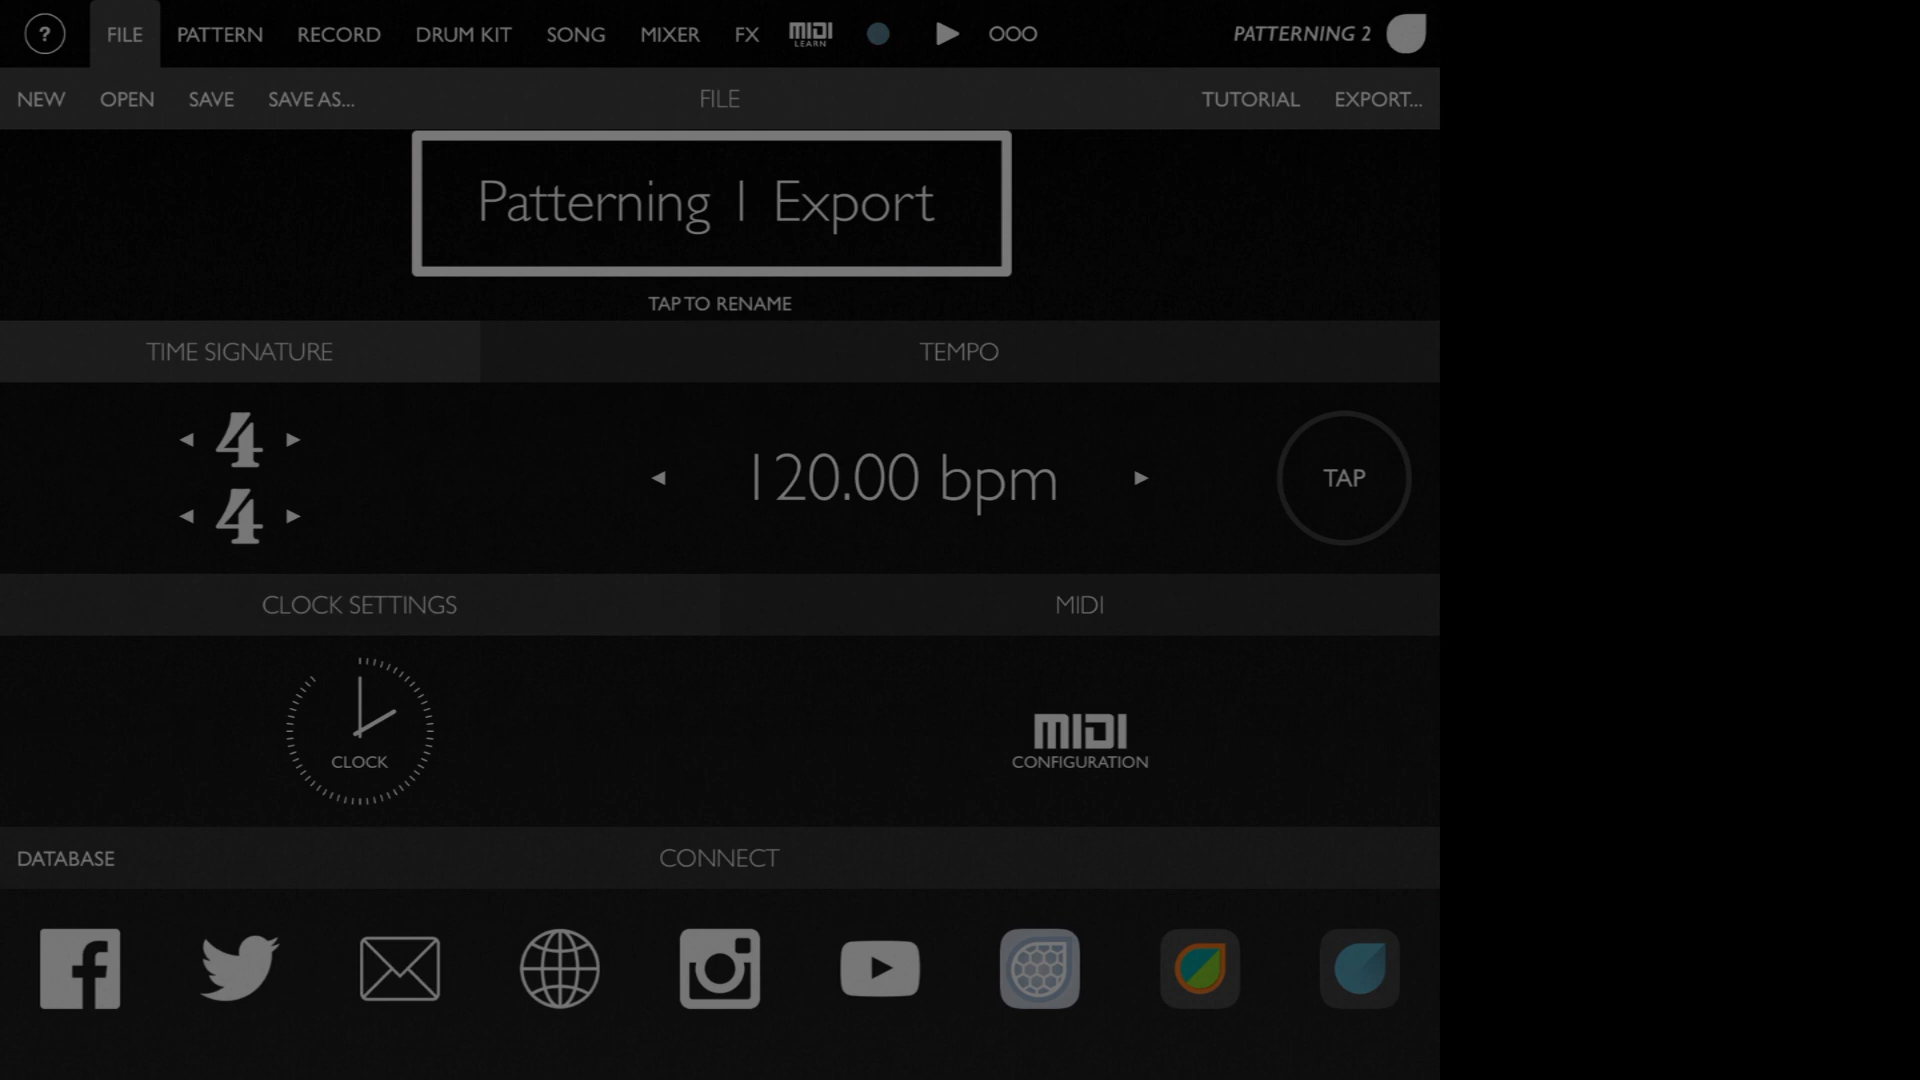 ? FILE PATTERN RECORD DRUM KIT SONG MIXER FX MIDI LEARN PATTERNING 2
NEW OPEN SAVE SAVE AS... FILE TUTORIAL EXPORT...
Patterning 1 Export
TAP TO RENAME
TIME SIGNATURE TEMPO
4
120.00 bpm TAP
4
CLOCK SETTINGS MIDI
MIDI
CLOCK CONFIGURATION
DATABASE CONNECT